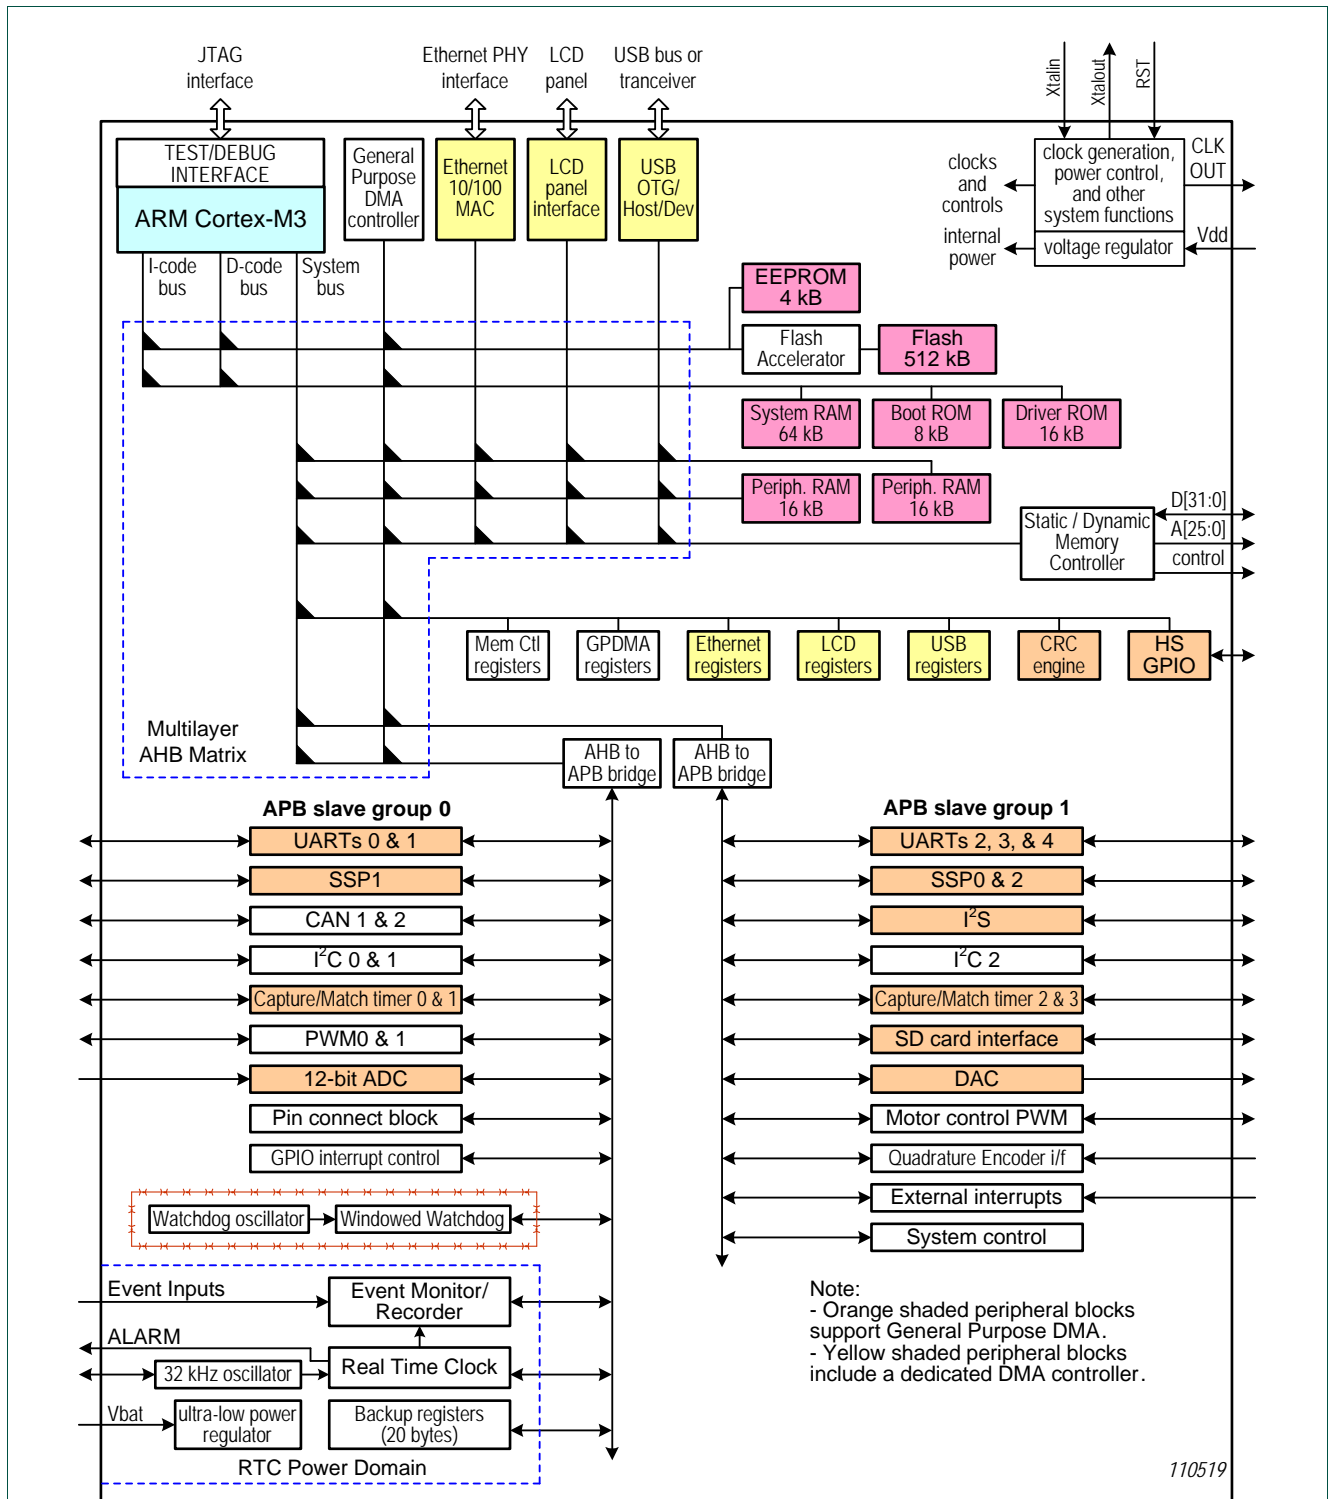 JTAG
interface
Ethernet PHY
interface
LCD
panel
USB bus or
tranceiver
Xtalin
Xtalout
RST
TEST/DEBUG
INTERFACE
ARM Cortex-M3
General
Purpose
DMA
controller
Ethernet
10/100
MAC
LCD
panel
interface
USB
OTG/
Host/Dev
clocks
and
controls
clock generation,
power control,
and other
system functions
CLK
OUT
internal
power
voltage regulator
Vdd
I-code
bus
D-code
bus
System
bus
EEPROM
4 kB
Flash
Accelerator
Flash
512 kB
System RAM
64 kB
Boot ROM
8 kB
Driver ROM
16 kB
Periph. RAM
16 kB
Periph. RAM
16 kB
Static / Dynamic
Memory
Controller
D[31:0]
A[25:0]
control
Mem Ctl
registers
GPDMA
registers
Ethernet
registers
LCD
registers
USB
registers
CRC
engine
HS
GPIO
Multilayer
AHB Matrix
AHB to
APB bridge
AHB to
APB bridge
APB slave group 0
UARTs 0 & 1
SSP1
CAN 1 & 2
I²C 0 & 1
Capture/Match timer 0 & 1
PWM0 & 1
12-bit ADC
Pin connect block
GPIO interrupt control
Watchdog oscillator
Windowed Watchdog
APB slave group 1
UARTs 2, 3, & 4
SSP0 & 2
I²S
I²C 2
Capture/Match timer 2 & 3
SD card interface
DAC
Motor control PWM
Quadrature Encoder i/f
External interrupts
System control
Event Inputs
Event Monitor/
Recorder
ALARM
Real Time Clock
32 kHz oscillator
Vbat
ultra-low power
regulator
Backup registers
(20 bytes)
RTC Power Domain
Note:
- Orange shaded peripheral blocks
support General Purpose DMA.
- Yellow shaded peripheral blocks
include a dedicated DMA controller.
110519